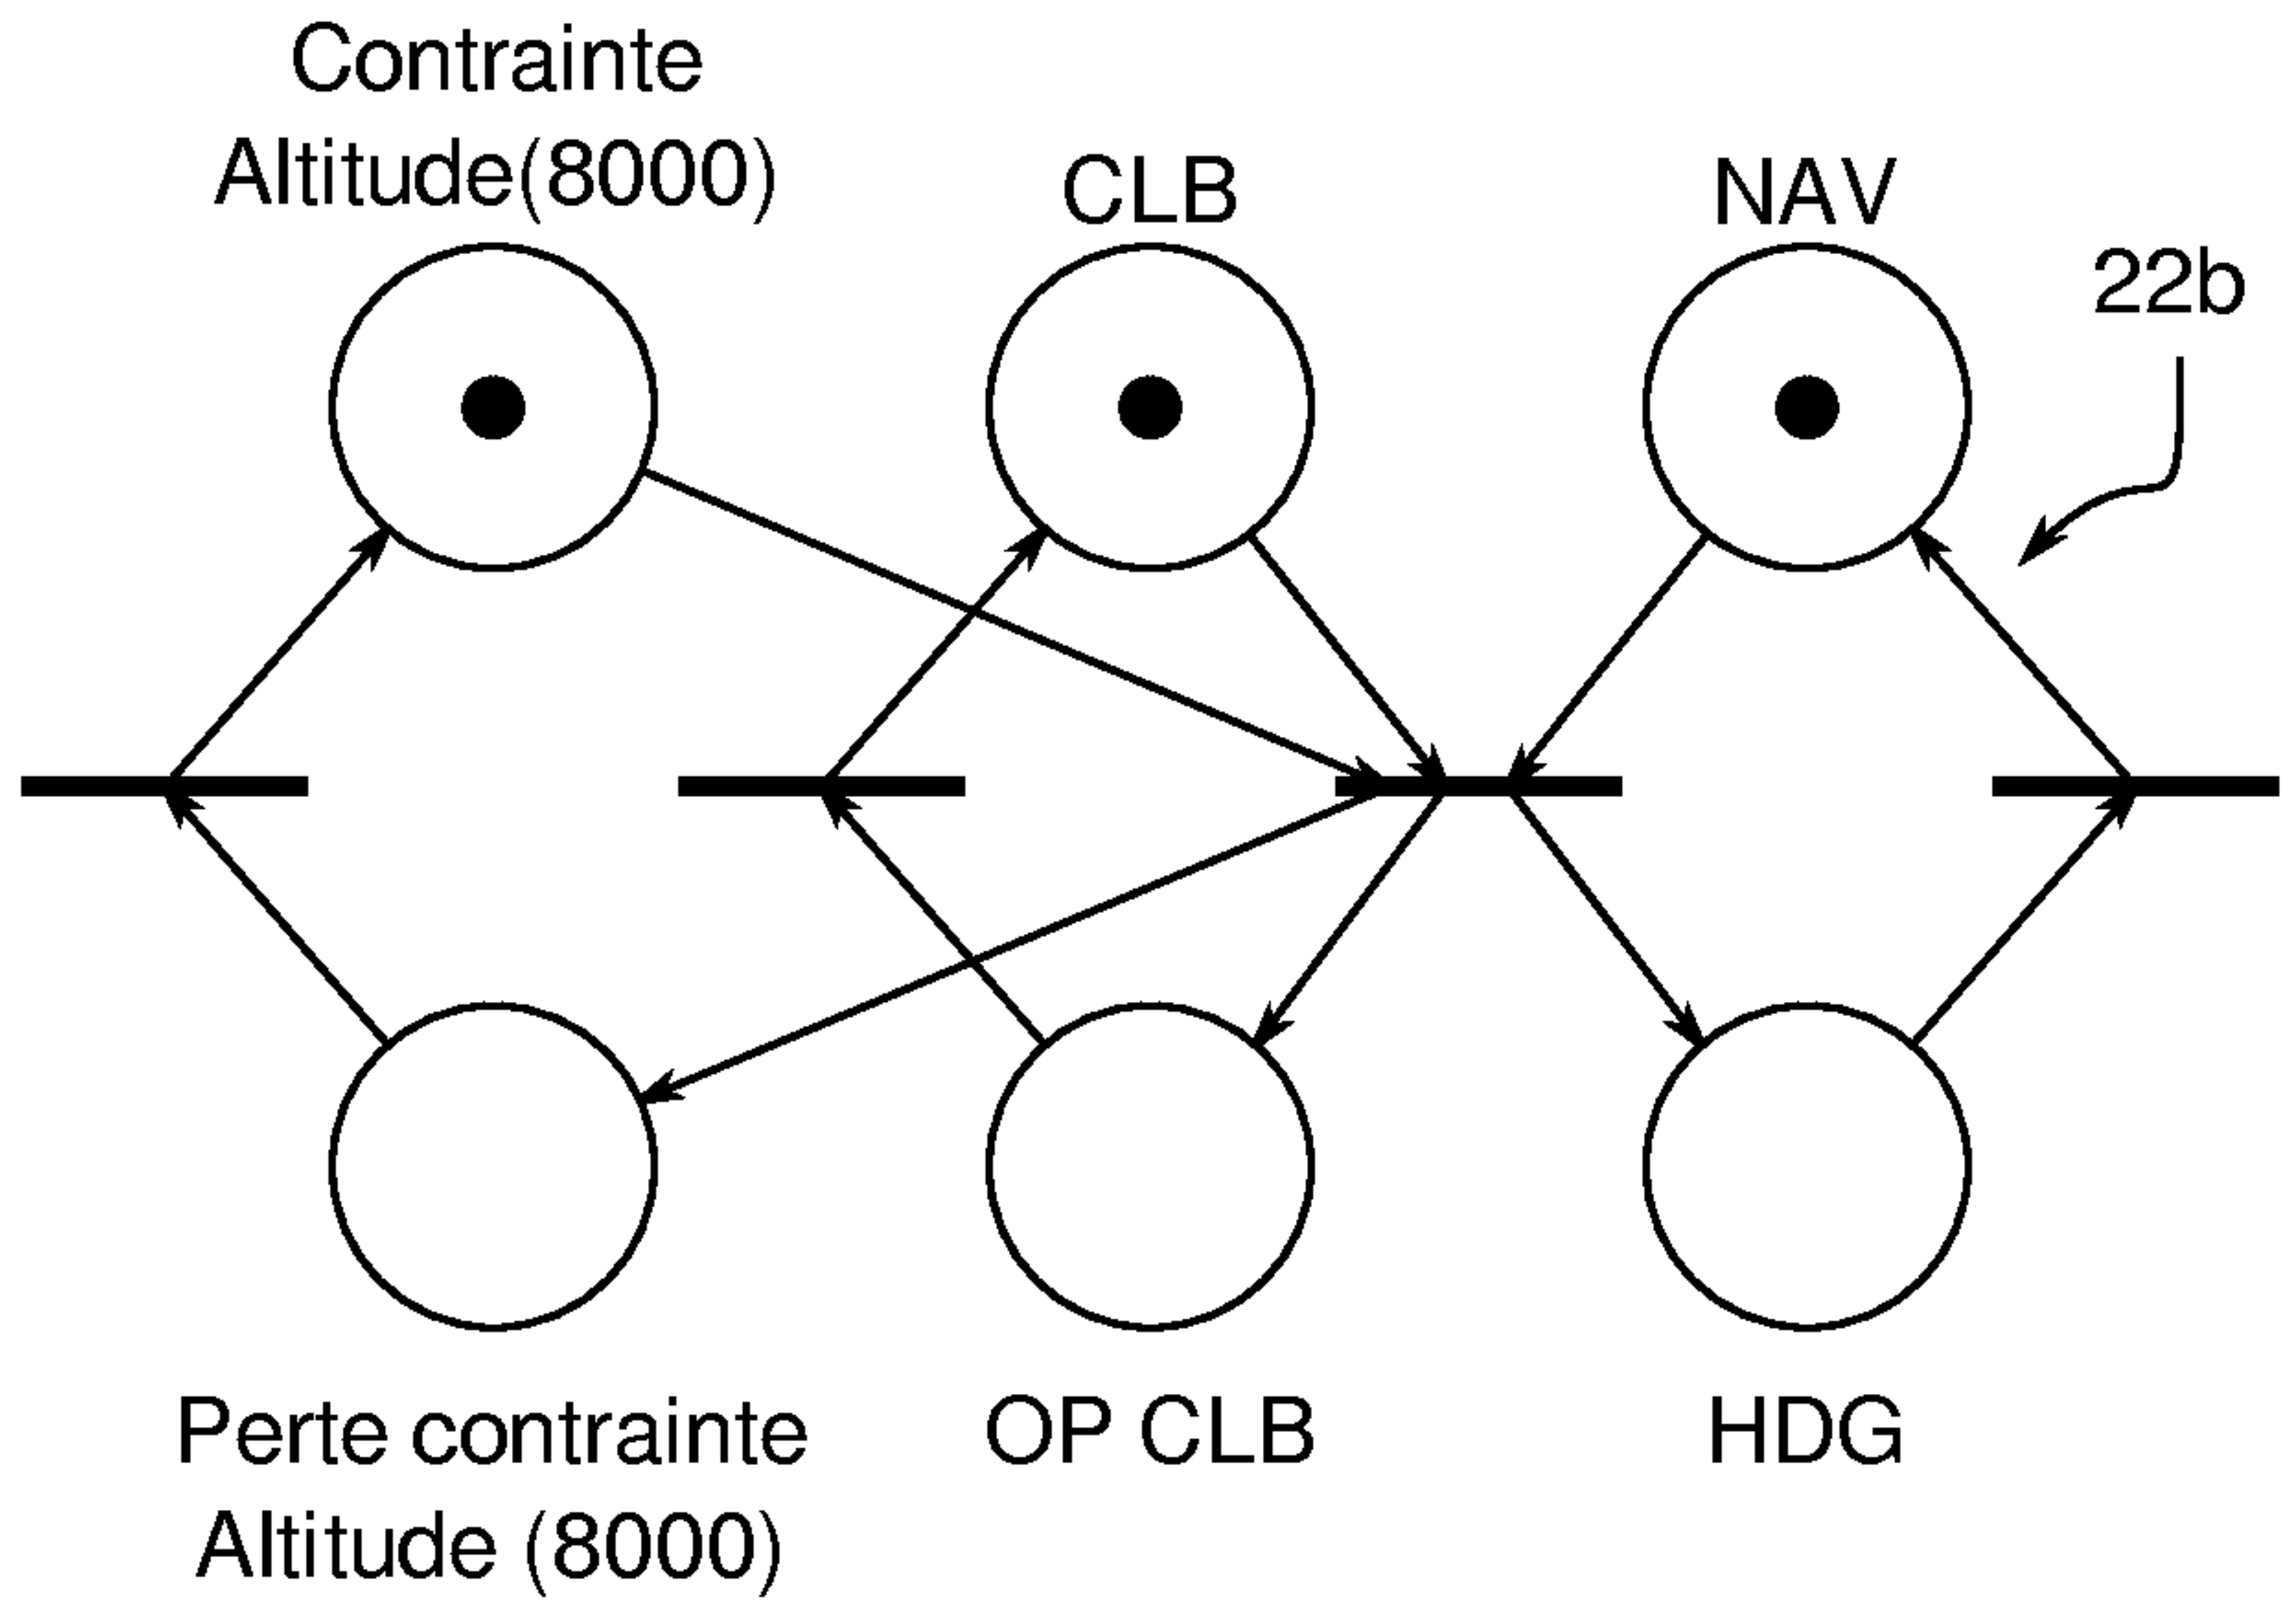 Contrainte
Altitude(8000)
CLB
NAV
22b
Perte contrainte
Altitude (8000)
OP CLB
HDG